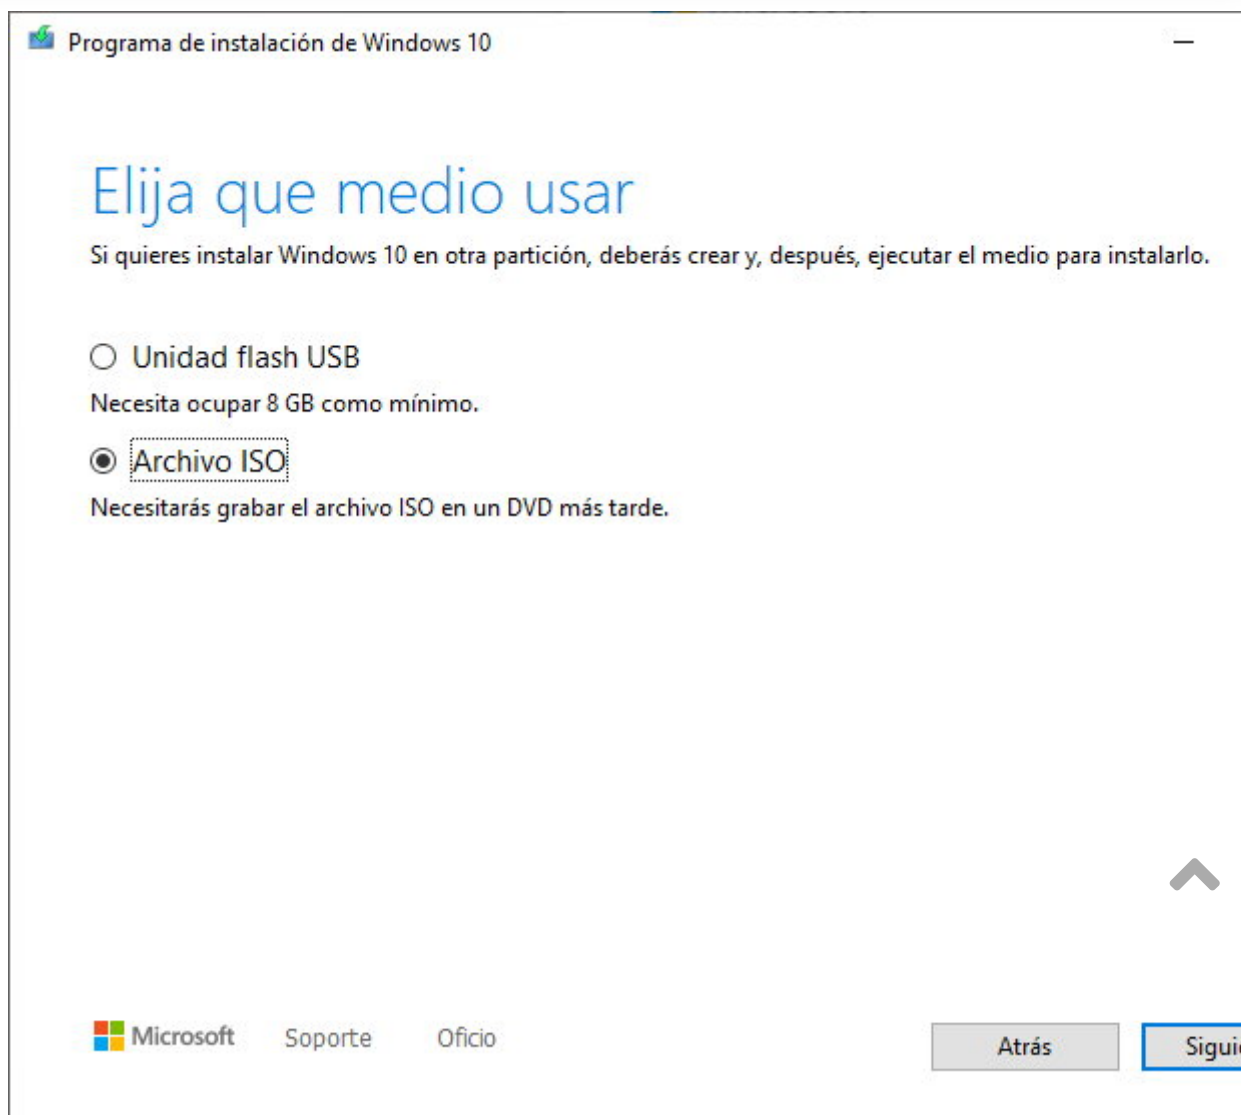 Programa de instalación de Windows 10
Elija que medio usar
Si quieres instalar Windows 10 en otra partición, deberás crear y, después, ejecutar el medio para instalarlo.
Unidad flash USB
Necesita ocupar 8 GB como mínimo.
Archivo ISO
Necesitarás grabar el archivo ISO en un DVD más tarde.
Microsoft Soporte Oficio Atrás